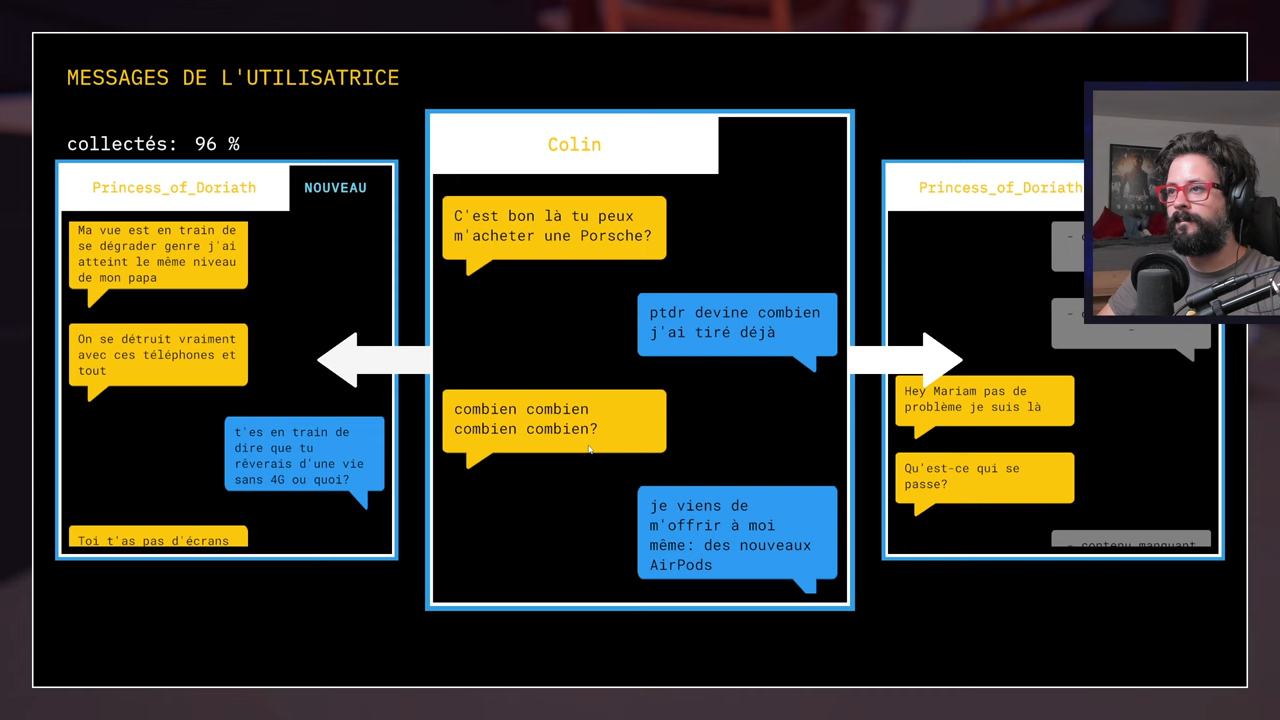 MESSAGES DE L'UTILISATRICE
collectés: 96 %
Princess_of_Doriath
NOUVEAU
Ma vue est en train de
se dégrader genre j'ai
atteint le même niveau
de mon papa
On se détruit vraiment
avec ces téléphones et
tout
t'es en train de
dire que tu
rêverais d'une vie
sans 4G ou quoi?
Toi t'as pas d'écrans
Colin
C'est bon là tu peux
m'acheter une Porsche?
ptdr devine combien
j'ai tiré déjà
combien combien
combien combien?
je viens de
m'offrir à moi
même: des nouveaux
AirPods
Princess_of_Doriath
Hey Mariam pas de
problème je suis là
Qu'est-ce qui se
passe?
- contenu manquant